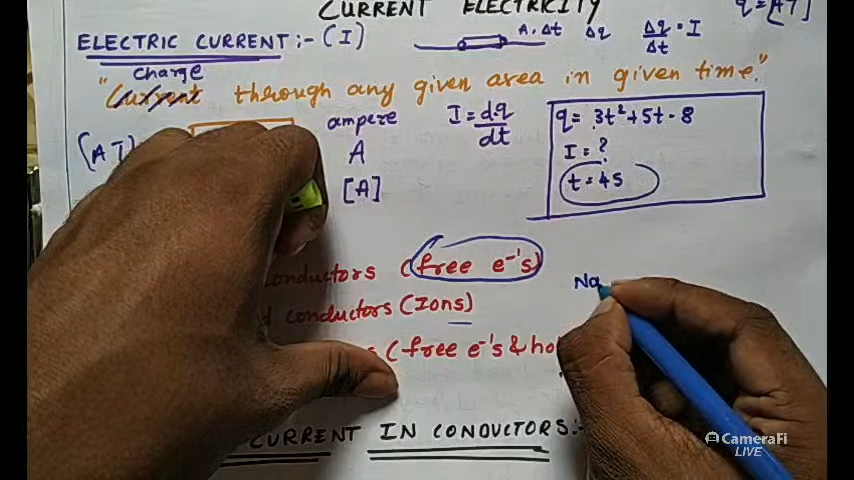 CURRENT ELECTRICITY
q = [AT]
ELECTRIC CURRENT :- (I)
A, Δt Δq Δq/Δt = I
charge
"Current through any given area in given time."
(AT)
ampere
A
[A]
I = dq/dt
q = 3t² + 5t - 8
I = ?
t = 4s
conductors (free e⁻'s)
conductors (Ions)
Na
(free e⁻'s & ho
CURRENT IN CONDUCTORS:-
CameraFi
LIVE